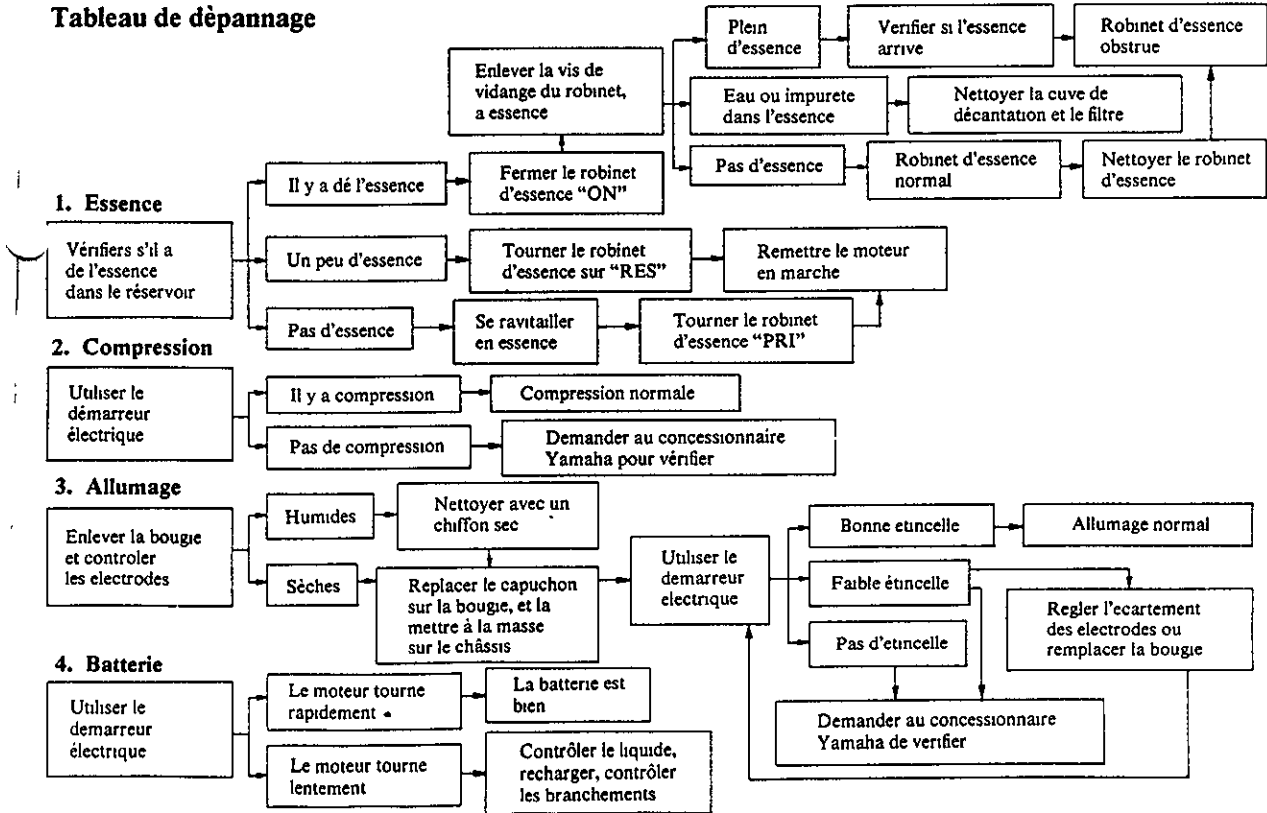 Tableau de dèpannage
Plein
d'essence
Verifier si l'essence
arrive
Robinet d'essence
obstrue
Enlever la vis de
vidange du robinet,
a essence
Eau ou impurete
dans l'essence
Nettoyer la cuve de
décantation et le filtre
Pas d'essence
Robinet d'essence
normal
Nettoyer le robinet
d'essence
1. Essence
Il y a dé l'essence
Fermer le robinet
d'essence “ON”
Vérifiers s'il a
de l'essence
dans le réservoir
Un peu d'essence
Tourner le robinet
d'essence sur “RES”
Remettre le moteur
en marche
Pas d'essence
Se ravitailler
en essence
Tourner le robinet
d'essence “PRI”
2. Compression
Utiliser le
démarreur
électrique
Il y a compression
Compression normale
Pas de compression
Demander au concessionnaire
Yamaha pour vérifier
3. Allumage
Enlever la bougie
et controler
les electrodes
Humides
Nettoyer avec un
chiffon sec
Sèches
Replacer le capuchon
sur la bougie, et la
mettre à la masse
sur le châssis
Utiliser le
demarreur
electrique
Bonne etincelle
Allumage normal
Faible étincelle
Regler l'ecartement
des electrodes ou
remplacer la bougie
Pas d'etincelle
Demander au concessionnaire
Yamaha de verifier
4. Batterie
Utiliser le
demarreur
électrique
Le moteur tourne
rapidement
La batterie est
bien
Le moteur tourne
lentement
Contrôler le liquide,
recharger, contrôler
les branchements